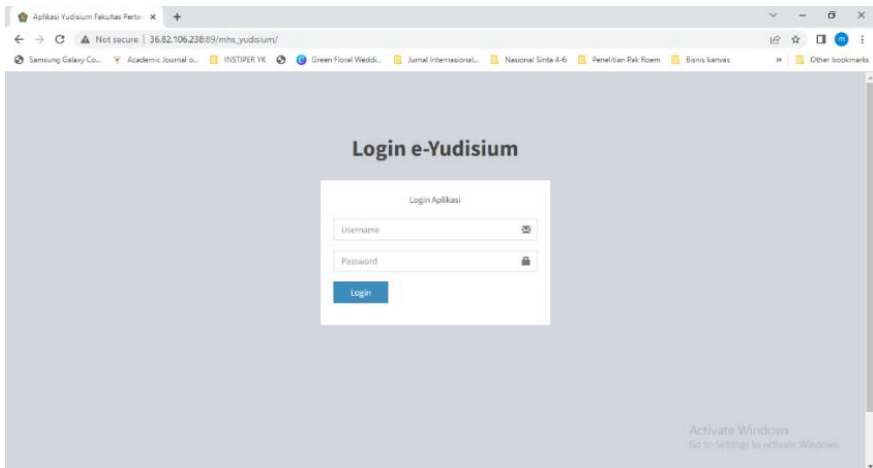 Aplikasi Yudisium Fakultas Pertan
Not secure | 36.82.106.238:89/mhs_yudisium/
Samsung Galaxy Co... Academic Journal o... INSTIPER YK Green Floral Weddi... Jurnal Internasional... Nasional Sinta 4-6 Penelitian Pak Roem Bisnis kanvas » Other bookmarks
Login e-Yudisium
Login Aplikasi
Username
Password
Login
Activate Windows
Go to Settings to activate Windows.